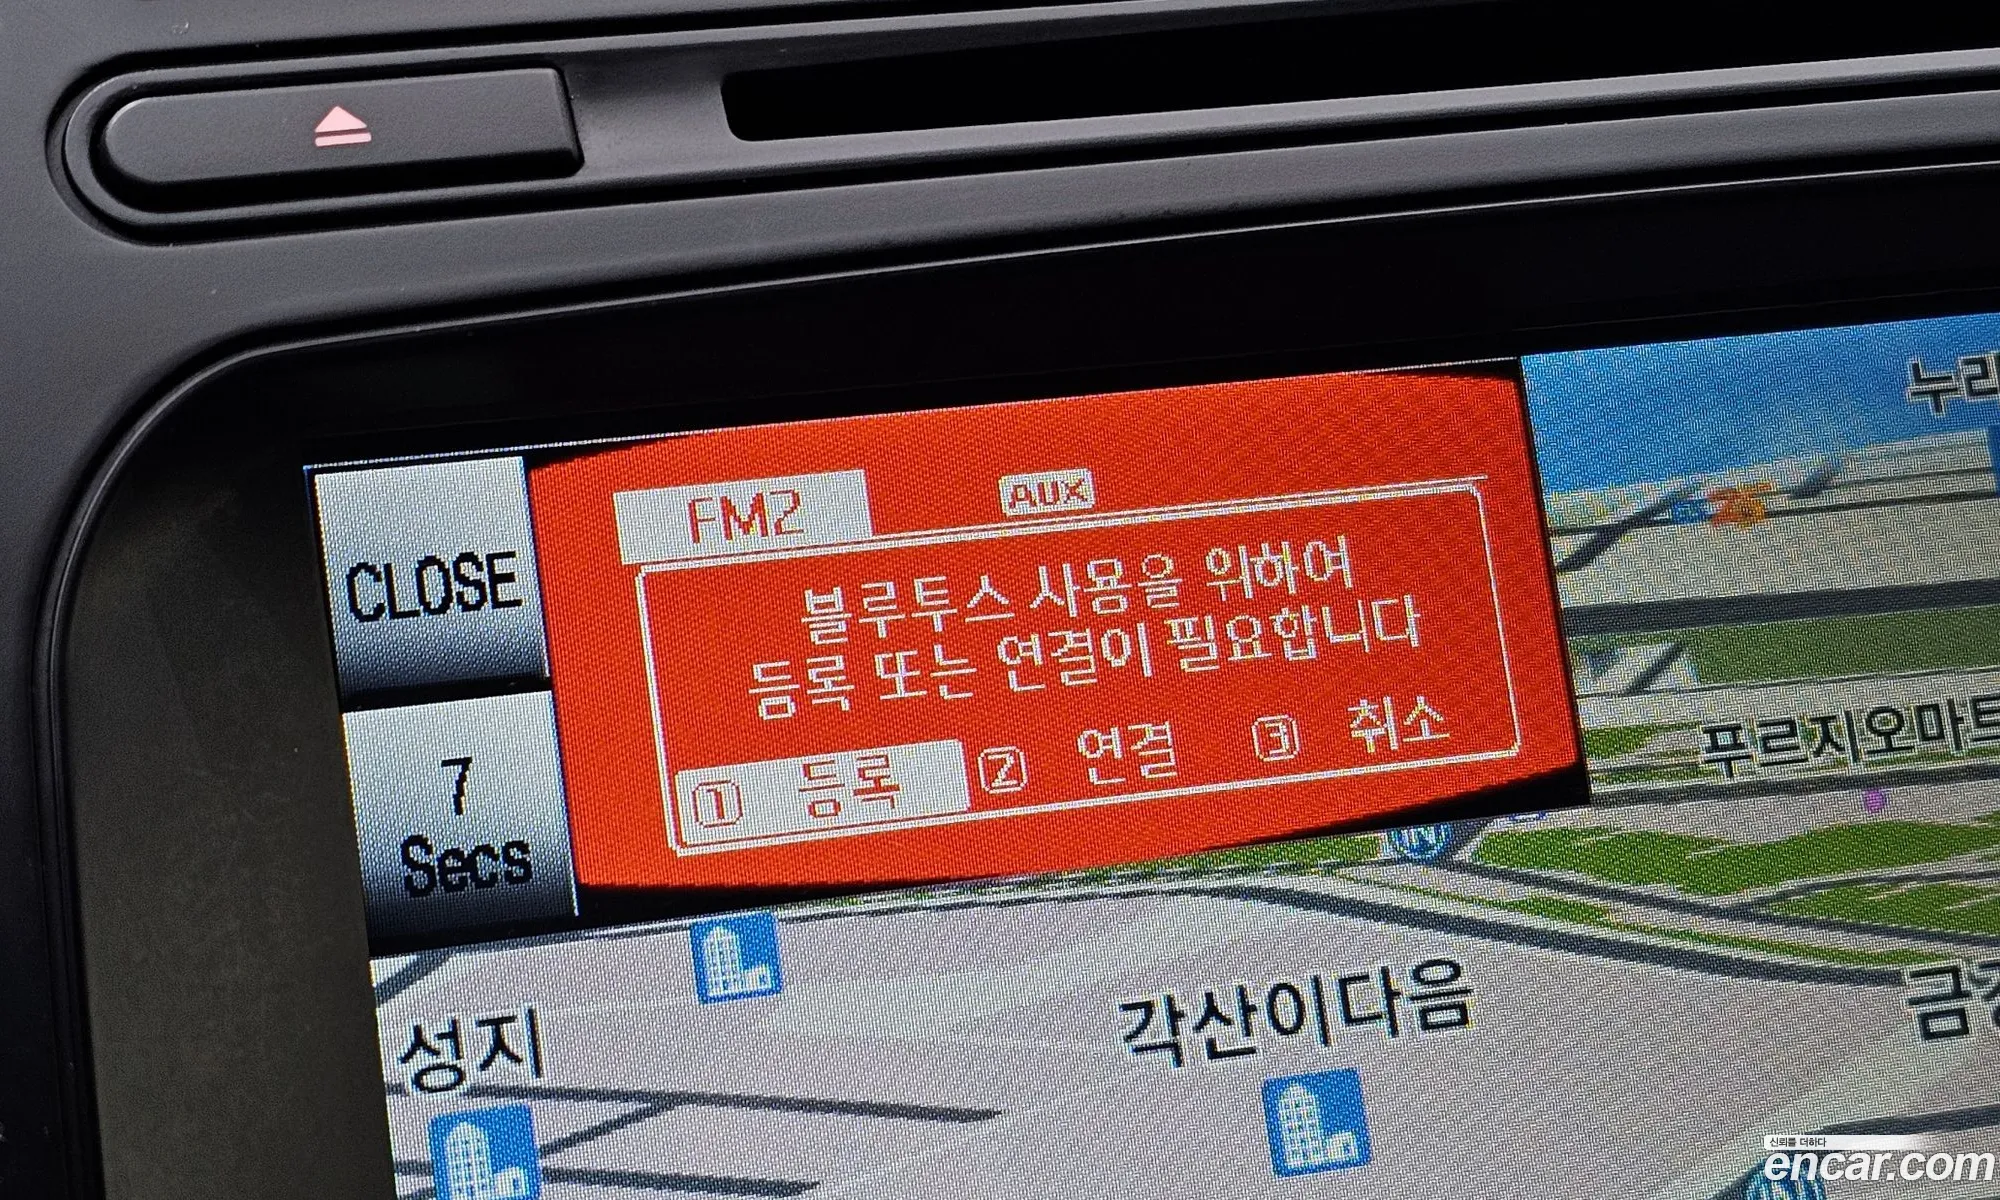 CLOSE
FM2
Aux
블루투스 사용을 위하여
등록 또는 연결이 필요합니다
① 등록 ② 연결 ③ 취소
7
Secs
푸르지오마트
성지
각산이다음
신뢰를 더하다
encar.com